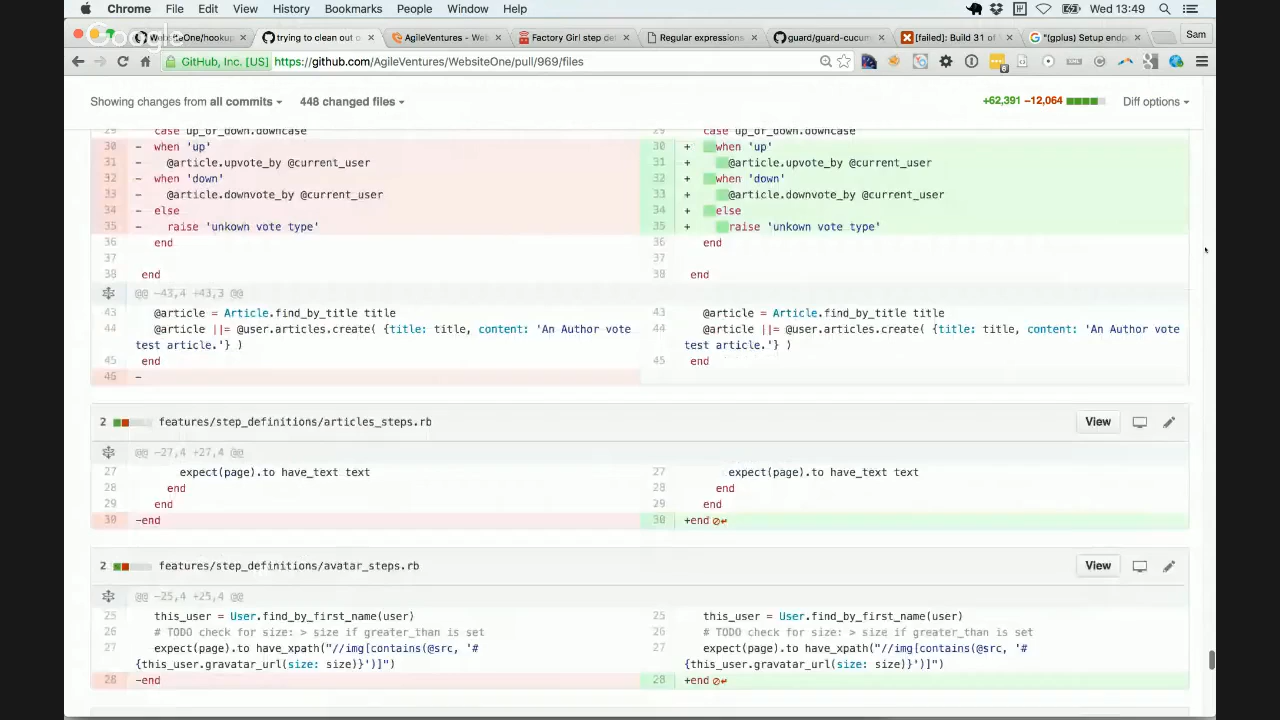 Chrome File Edit View History Bookmarks People Window Help Wed 13:49
Google
WebsiteOne/hookup trying to clean out o AgileVentures - Web Factory Girl step def Regular expressions guard/guard-cucum [failed]: Build 31 of "(gplus) Setup endp Sam
GitHub, Inc. [US] https://github.com/AgileVentures/WebsiteOne/pull/969/files
Showing changes from all commits 448 changed files +62,391 −12,064 Diff options
29 case up_or_down.downcase 29 case up_or_down.downcase
30 - when 'up' 30 + when 'up'
31 - @article.upvote_by @current_user 31 + @article.upvote_by @current_user
32 - when 'down' 32 + when 'down'
33 - @article.downvote_by @current_user 33 + @article.downvote_by @current_user
34 - else 34 + else
35 - raise 'unkown vote type' 35 + raise 'unkown vote type'
36 end 36 end
37 37
38 end 38 end
@@ -43,4 +43,3 @@
43 @article = Article.find_by_title title 43 @article = Article.find_by_title title
44 @article ||= @user.articles.create( {title: title, content: 'An Author vote 44 @article ||= @user.articles.create( {title: title, content: 'An Author vote
test article.'} ) test article.'} )
45 end 45 end
46 -
2 features/step_definitions/articles_steps.rb View
@@ -27,4 +27,4 @@
27 expect(page).to have_text text 27 expect(page).to have_text text
28 end 28 end
29 end 29 end
30 -end 30 +end
2 features/step_definitions/avatar_steps.rb View
@@ -25,4 +25,4 @@
25 this_user = User.find_by_first_name(user) 25 this_user = User.find_by_first_name(user)
26 # TODO check for size: > size if greater_than is set 26 # TODO check for size: > size if greater_than is set
27 expect(page).to have_xpath("//img[contains(@src, '# 27 expect(page).to have_xpath("//img[contains(@src, '#
{this_user.gravatar_url(size: size)}')]") {this_user.gravatar_url(size: size)}')]")
28 -end 28 +end